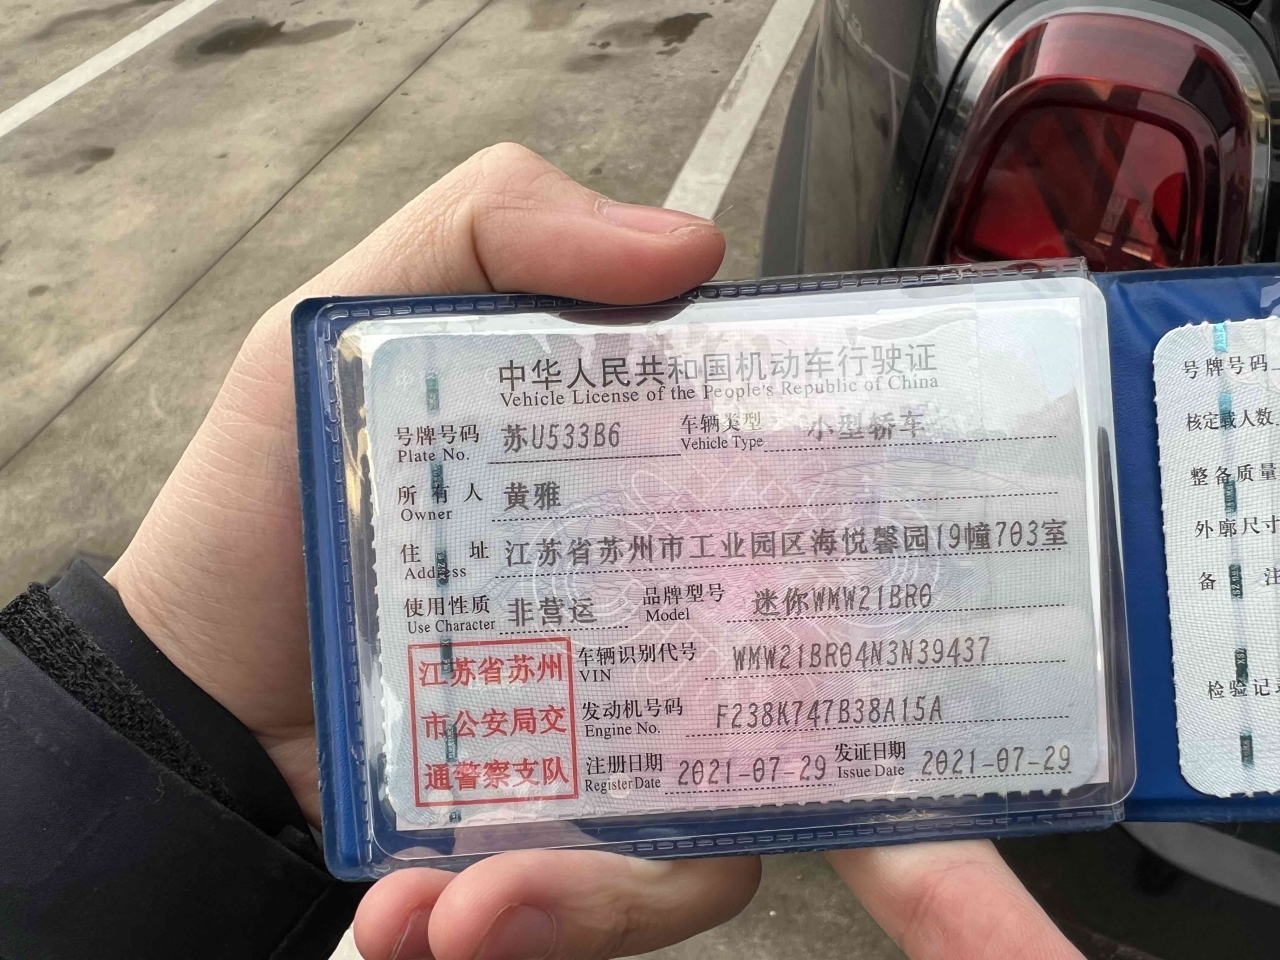 中华人民共和国机动车行驶证
Vehicle License of the People's Republic of China
号牌号码 苏U533B6 车辆类型 小型轿车
Plate No. Vehicle Type
所有人 黄雅
Owner
住址 江苏省苏州市工业园区海悦馨园19幢703室
Address
使用性质 非营运 品牌型号 迷你WMW21BR0
Use Character Model
江苏省苏州
市公安局交
通警察支队
车辆识别代号 WMW21BR04N3N39437
VIN
发动机号码 F238K747B38A15A
Engine No.
注册日期 2021-07-29 发证日期 2021-07-29
Register Date Issue Date
号牌号码
核定载人数
整备质量
外廓尺寸
备 注
检验记录